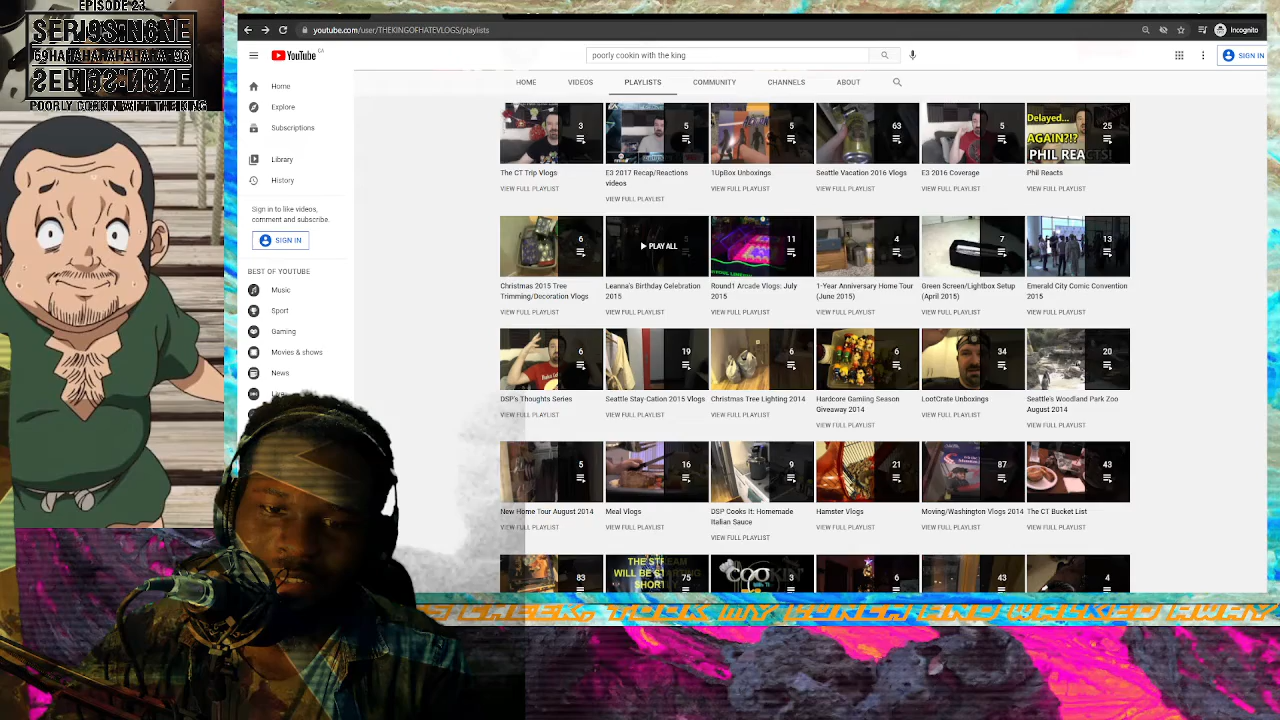 EPISODE 23
SERI9SN0NE
HAHAHAHAHAHAHA
POORLY COOKIN WITH THE KING
youtube.com/user/THEKINGOFHATEVLOGS/playlists
Incognito
YouTube CA
poorly cookin with the king
SIGN IN
HOME VIDEOS PLAYLISTS COMMUNITY CHANNELS ABOUT
Home
Explore
Subscriptions
Library
History
Sign in to like videos,
comment and subscribe.
SIGN IN
BEST OF YOUTUBE
Music
Sport
Gaming
Movies & shows
News
Live
3 5 5 63 5 25
Delayed...
AGAIN?!?
PHIL REACTS!
The CT Trip Vlogs
E3 2017 Recap/Reactions
videos
1UpBox Unboxings
Seattle Vacation 2016 Vlogs
E3 2016 Coverage
Phil Reacts
VIEW FULL PLAYLIST VIEW FULL PLAYLIST VIEW FULL PLAYLIST VIEW FULL PLAYLIST VIEW FULL PLAYLIST VIEW FULL PLAYLIST
6 PLAY ALL 11 4 7 13
Christmas 2015 Tree
Trimming/Decoration Vlogs
Leanna's Birthday Celebration
2015
Round1 Arcade Vlogs: July
2015
1-Year Anniversary Home Tour
(June 2015)
Green Screen/Lightbox Setup
(April 2015)
Emerald City Comic Convention
2015
VIEW FULL PLAYLIST VIEW FULL PLAYLIST VIEW FULL PLAYLIST VIEW FULL PLAYLIST VIEW FULL PLAYLIST VIEW FULL PLAYLIST
6 19 6 6 34 20
DSP's Thoughts Series
Seattle Stay-Cation 2015 Vlogs
Christmas Tree Lighting 2014
Hardcore Gamiing Season
Giveaway 2014
LootCrate Unboxings
Seattle's Woodland Park Zoo
August 2014
VIEW FULL PLAYLIST VIEW FULL PLAYLIST VIEW FULL PLAYLIST VIEW FULL PLAYLIST VIEW FULL PLAYLIST VIEW FULL PLAYLIST
5 16 9 21 87 43
New Home Tour August 2014
Meal Vlogs
DSP Cooks It: Homemade
Italian Sauce
Hamster Vlogs
Moving/Washington Vlogs 2014
The CT Bucket List
VIEW FULL PLAYLIST VIEW FULL PLAYLIST VIEW FULL PLAYLIST VIEW FULL PLAYLIST VIEW FULL PLAYLIST VIEW FULL PLAYLIST
THE STREAM
WILL BE STARTING
SHORTLY
83 75 3 6 43 4